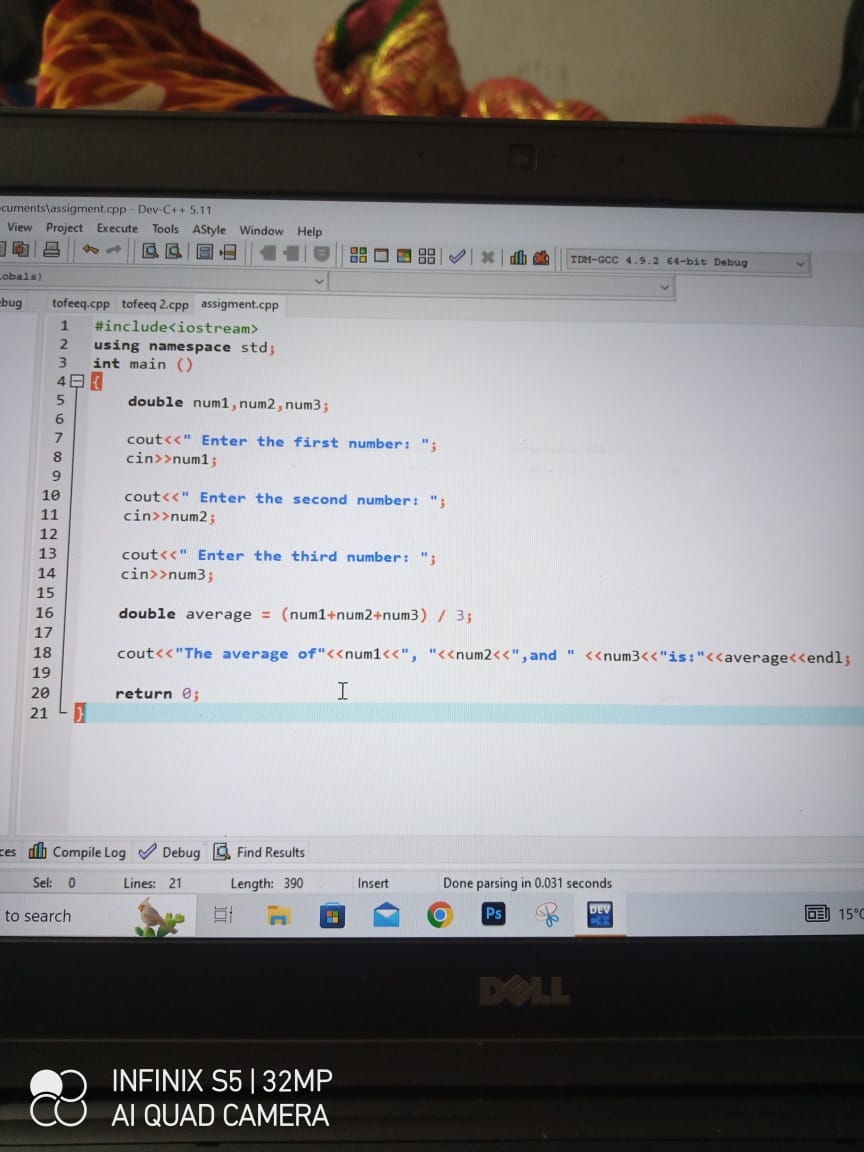 cuments\assigment.cpp - Dev-C++ 5.11
View Project Execute Tools AStyle Window Help
TDM-GCC 4.9.2 64-bit Debug
obals)
bug tofeeq.cpp tofeeq 2.cpp assigment.cpp
1 #include<iostream>
2 using namespace std;
3 int main ()
4 {
5 double num1,num2,num3;
6
7 cout<<" Enter the first number: ";
8 cin>>num1;
9
10 cout<<" Enter the second number: ";
11 cin>>num2;
12
13 cout<<" Enter the third number: ";
14 cin>>num3;
15
16 double average = (num1+num2+num3) / 3;
17
18 cout<<"The average of"<<num1<<", "<<num2<<",and " <<num3<<"is:"<<average<<endl;
19
20 return 0;
21 }
ces Compile Log Debug Find Results
Sel: 0 Lines: 21 Length: 390 Insert Done parsing in 0.031 seconds
to search Ps DEV 15°C
DELL
INFINIX S5 | 32MP
AI QUAD CAMERA